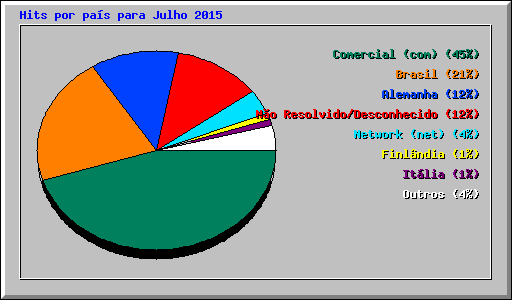 Hits por país para Julho 2015
Comercial (com) (45%)
Brasil (21%)
Alemanha (12%)
Não Resolvido/Desconhecido (12%)
Network (net) (4%)
Finlândia (1%)
Itália (1%)
Outros (4%)